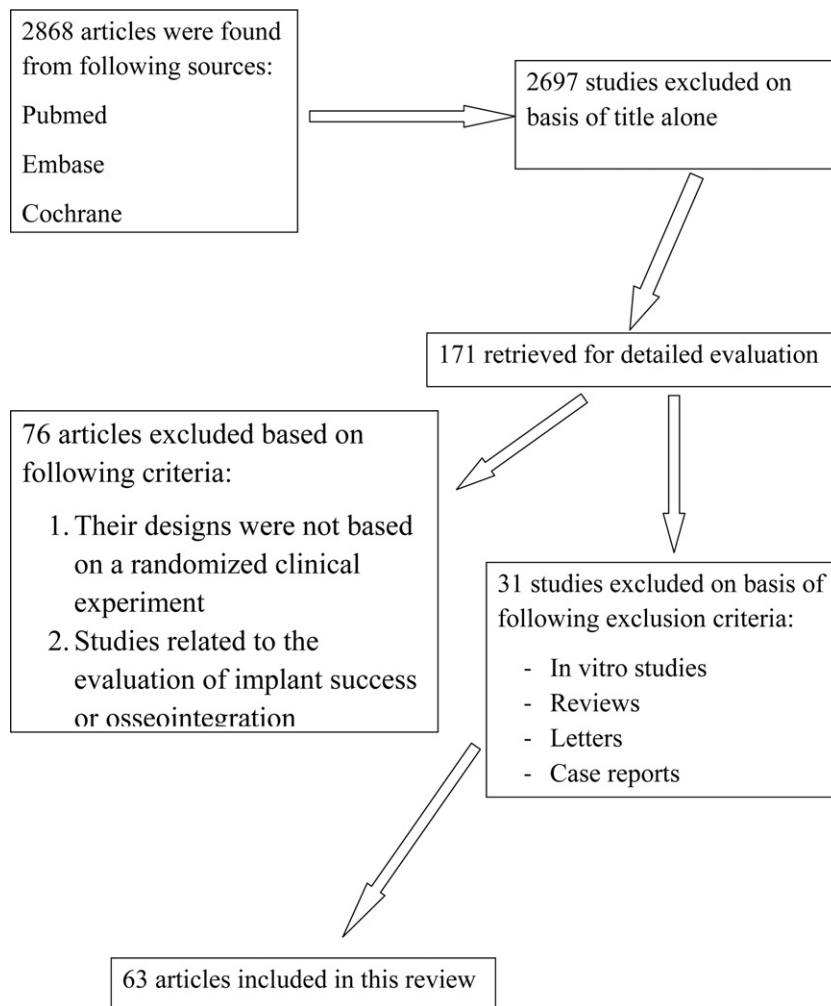 2868 articles were found
from following sources:
Pubmed
Embase
Cochrane
2697 studies excluded on
basis of title alone
171 retrieved for detailed evaluation
76 articles excluded based on
following criteria:
1. Their designs were not based
on a randomized clinical
experiment
2. Studies related to the
evaluation of implant success
or osseointegration
31 studies excluded on basis of
following exclusion criteria:
- In vitro studies
- Reviews
- Letters
- Case reports
63 articles included in this review